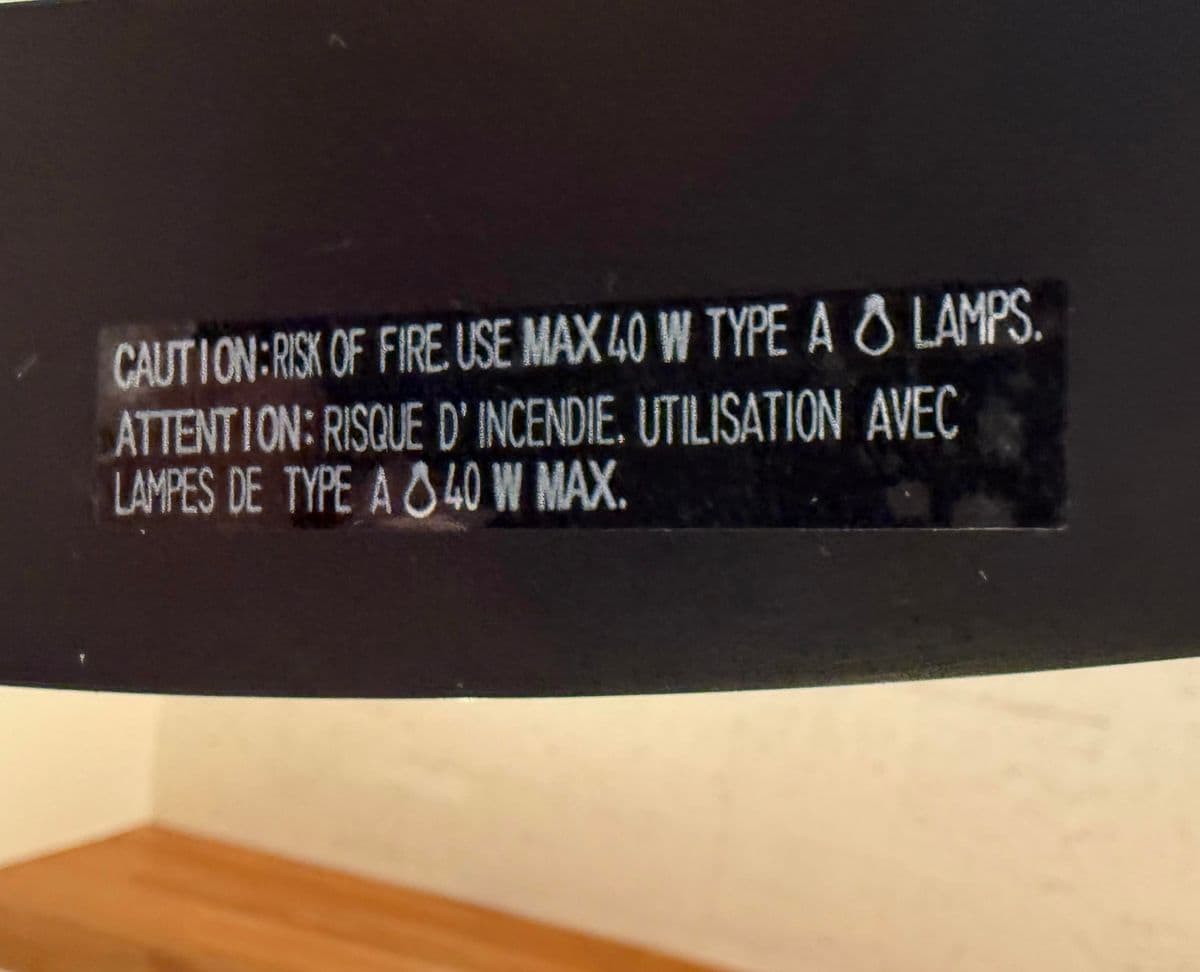 CAUTION: RISK OF FIRE. USE MAX 40 W TYPE A LAMPS.
ATTENTION: RISQUE D' INCENDIE. UTILISATION AVEC
LAMPES DE TYPE A 40 W MAX.